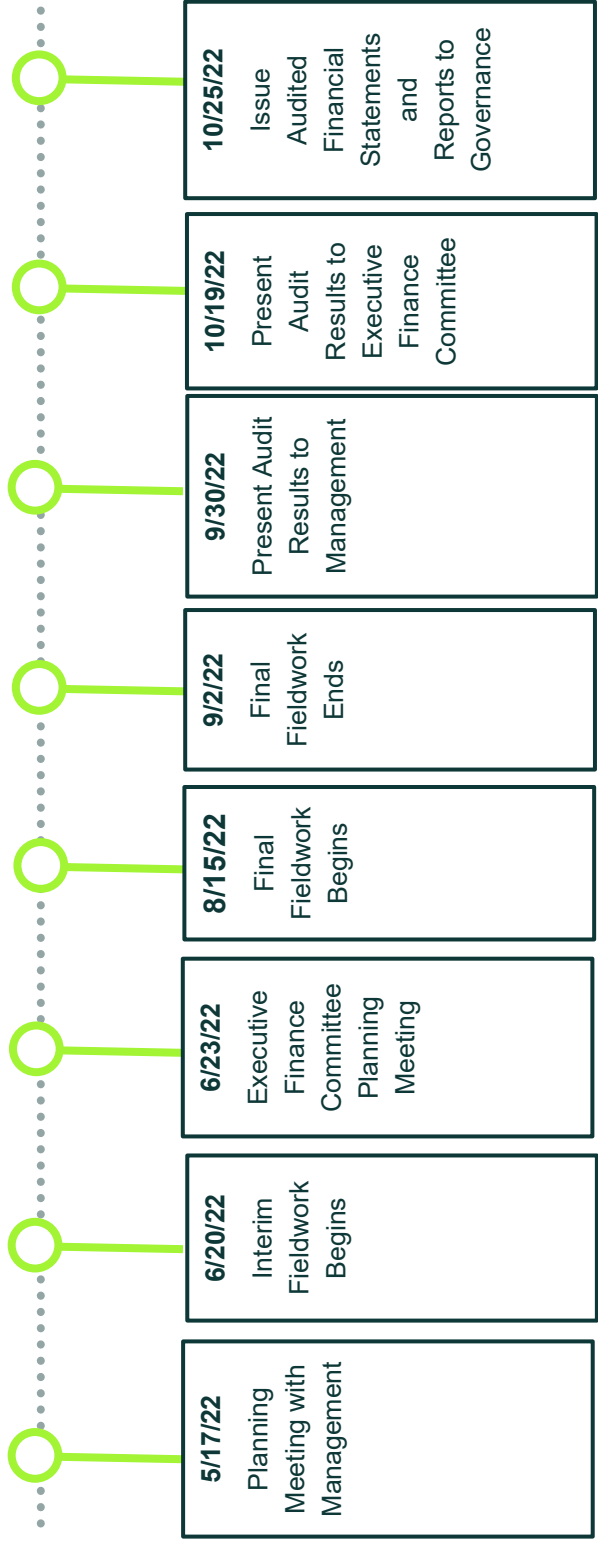 5/17/22
Planning
Meeting with
Management
6/20/22
Interim
Fieldwork
Begins
6/23/22
Executive
Finance
Committee
Planning
Meeting
8/15/22
Final
Fieldwork
Begins
9/2/22
Final
Fieldwork
Ends
9/30/22
Present Audit
Results to
Management
10/19/22
Present
Audit
Results to
Executive
Finance
Committee
10/25/22
Issue
Audited
Financial
Statements
and
Reports to
Governance